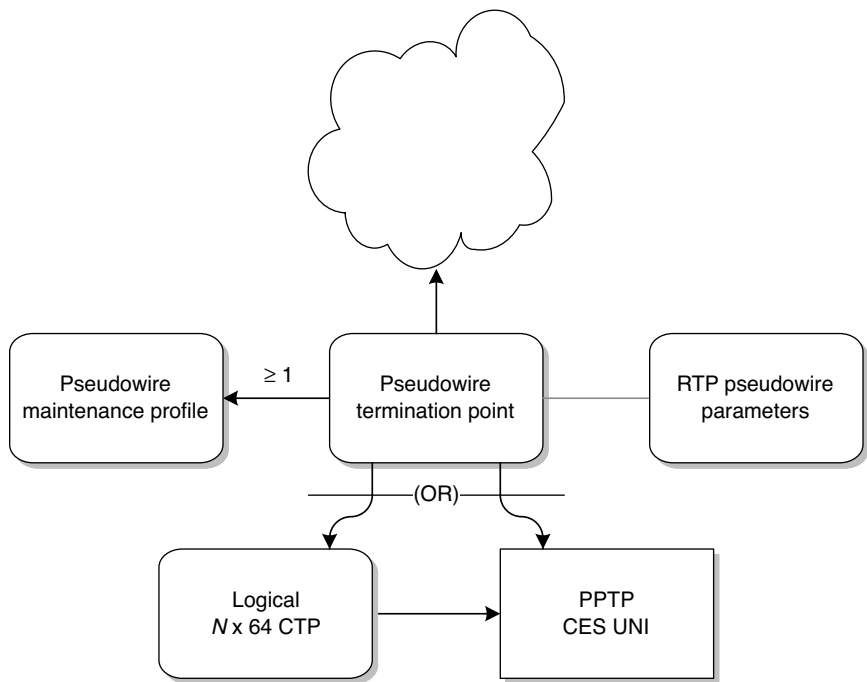 Pseudowire
maintenance profile
≥ 1
Pseudowire
termination point
RTP pseudowire
parameters
(OR)
Logical
N x 64 CTP
PPTP
CES UNI